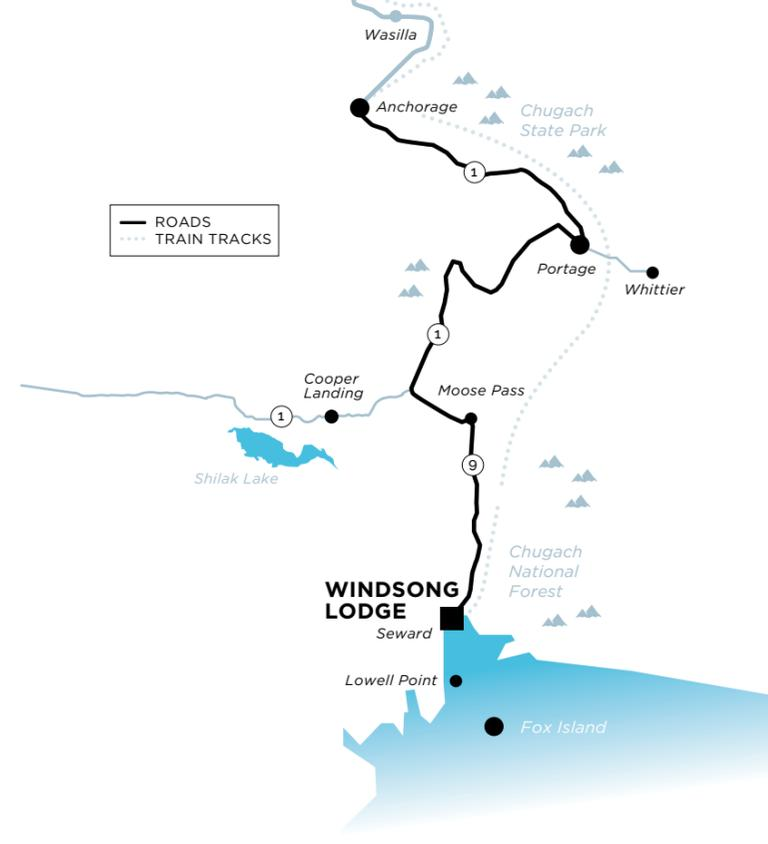 Wasilla
Anchorage
Chugach
State Park
1
ROADS
TRAIN TRACKS
Portage
Whittier
1
Cooper
Landing
Moose Pass
1
9
Shilak Lake
Chugach
National
Forest
WINDSONG
LODGE
Seward
Lowell Point
Fox Island